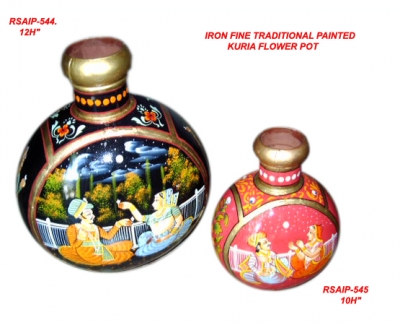 RSAIP-544.
12H"
IRON FINE TRADITIONAL PAINTED
KURIA FLOWER POT
RSAIP-545
10H"